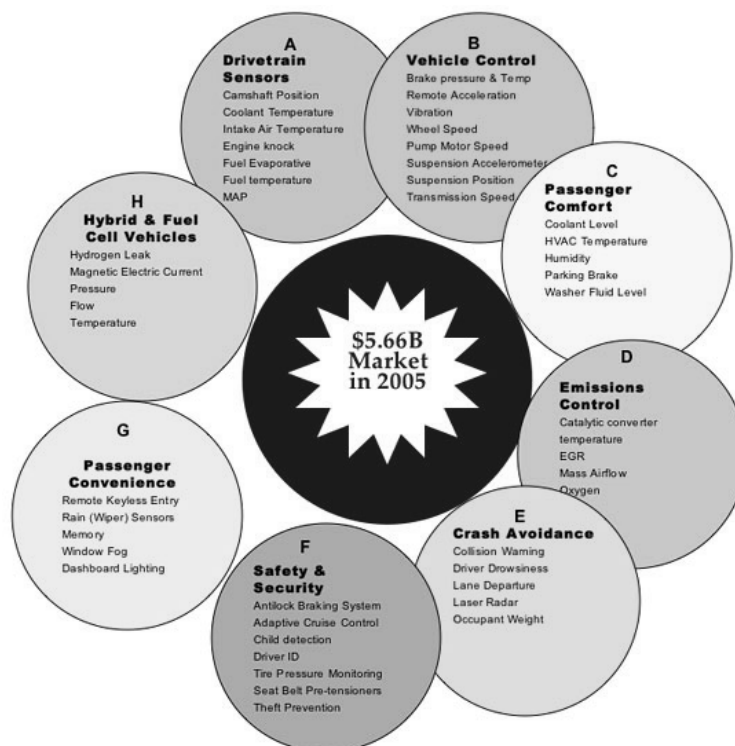 A
Drivetrain
Sensors
Camshaft Position
Coolant Temperature
Intake Air Temperature
Engine knock
Fuel Evaporative
Fuel temperature
MAP
B
Vehicle Control
Brake pressure & Temp
Remote Acceleration
Vibration
Wheel Speed
Pump Motor Speed
Suspension Accelerometer
Suspension Position
Transmission Speed
C
Passenger
Comfort
Coolant Level
HVAC Temperature
Humidity
Parking Brake
Washer Fluid Level
D
Emissions
Control
Catalytic converter
temperature
EGR
Mass Airflow
Oxygen
E
Crash Avoidance
Collision Warning
Driver Drowsiness
Lane Departure
Laser Radar
Occupant Weight
F
Safety &
Security
Antilock Braking System
Adaptive Cruise Control
Child detection
Driver ID
Tire Pressure Monitoring
Seat Belt Pre-tensioners
Theft Prevention
G
Passenger
Convenience
Remote Keyless Entry
Rain (Wiper) Sensors
Memory
Window Fog
Dashboard Lighting
H
Hybrid & Fuel
Cell Vehicles
Hydrogen Leak
Magnetic Electric Current
Pressure
Flow
Temperature
$5.66B
Market
in 2005